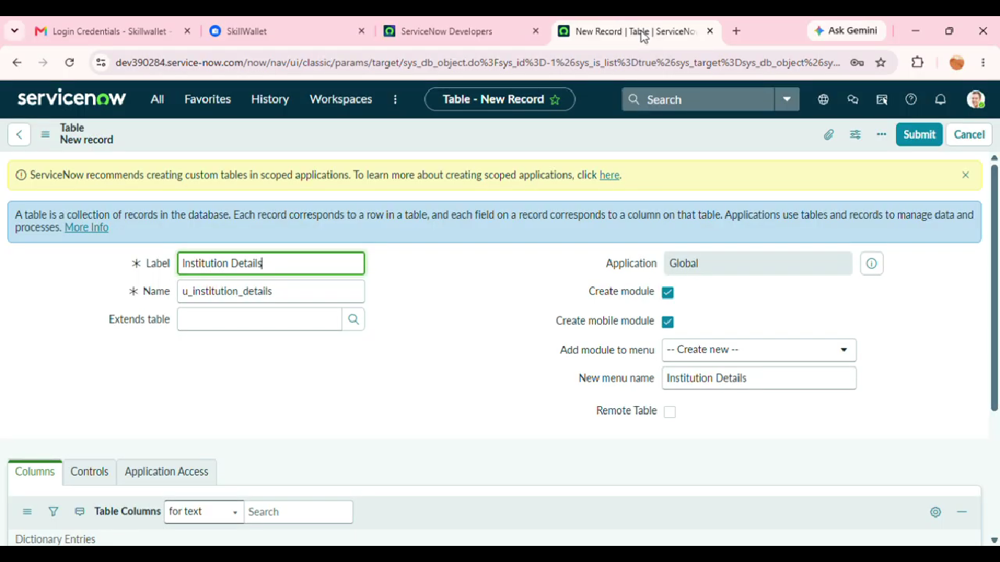 Login Credentials - Skillwallet -
SkillWallet
ServiceNow Developers
New Record | Table | ServiceNo
Ask Gemini
dev390284.service-now.com/now/nav/ui/classic/params/target/sys_db_object.do%3Fsys_id%3D-1%26sys_is_list%3Dtrue%26sys_target%3Dsys_db_object%26sy...
servicenow All Favorites History Workspaces Table - New Record Search
Table
New record
Submit Cancel
ServiceNow recommends creating custom tables in scoped applications. To learn more about creating scoped applications, click here.
A table is a collection of records in the database. Each record corresponds to a row in a table, and each field on a record corresponds to a column on that table. Applications use tables and records to manage data and
processes. More Info
Label Institution Details
Application Global
Name u_institution_details
Create module
Extends table
Create mobile module
Add module to menu -- Create new --
New menu name Institution Details
Remote Table
Columns Controls Application Access
Table Columns for text Search
Dictionary Entries